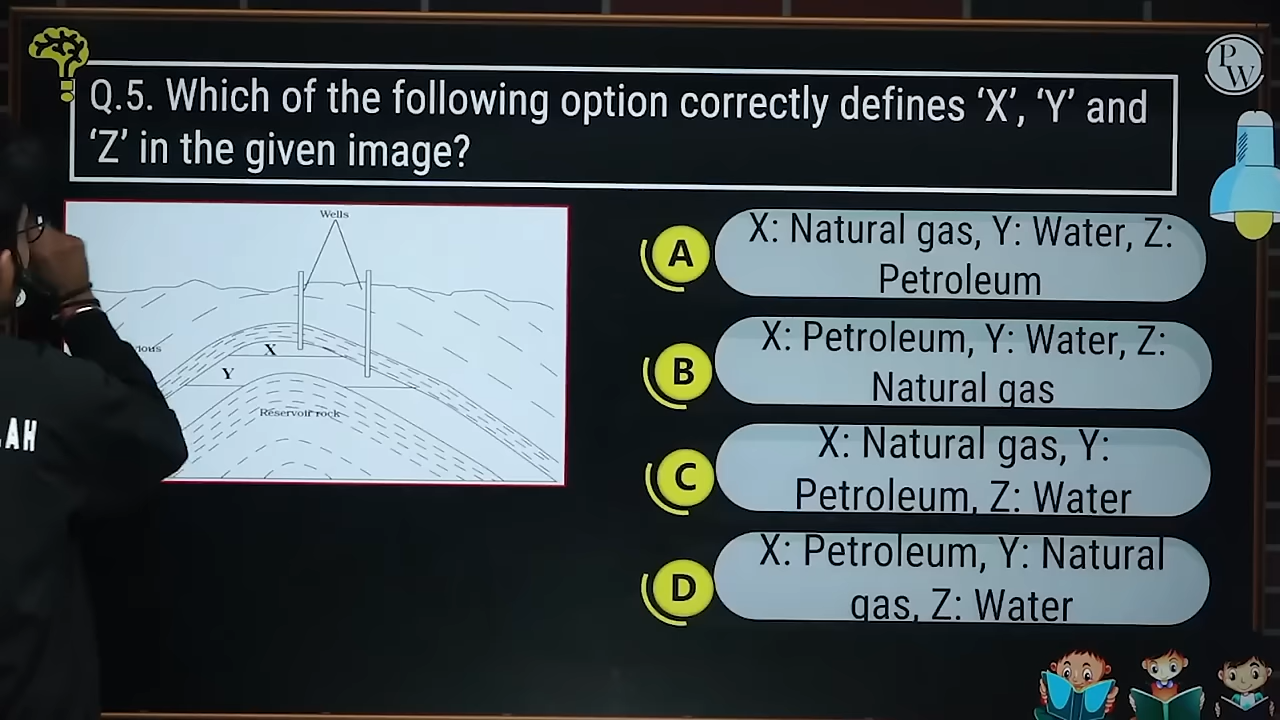 Q.5. Which of the following option correctly defines ‘X’, ‘Y’ and
‘Z’ in the given image?
PW
Wells
X
Y
Reservoir rock
A
X: Natural gas, Y: Water, Z:
Petroleum
B
X: Petroleum, Y: Water, Z:
Natural gas
C
X: Natural gas, Y:
Petroleum, Z: Water
D
X: Petroleum, Y: Natural
gas, Z: Water